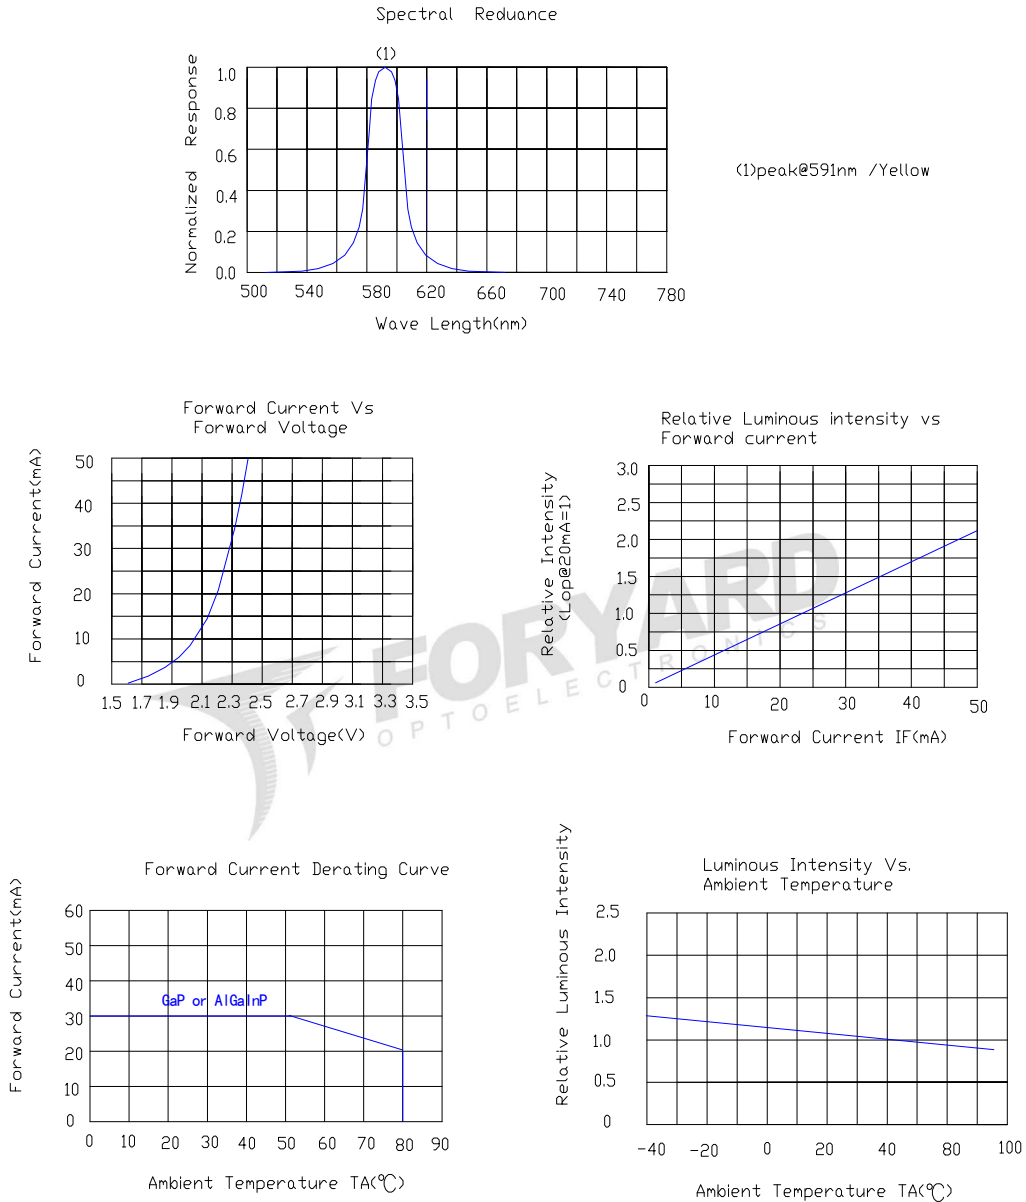 Spectral Reduance
(1)
Normalized Response
1.0
0.8
0.6
0.4
0.2
0.0
500 540 580 620 660 700 740 780
Wave Length(nm)
(1)peak@591nm /Yellow
Forward Current Vs
Forward Voltage
Forward Current(mA)
50
40
30
20
10
0
1.5 1.7 1.9 2.1 2.3 2.5 2.7 2.9 3.1 3.3 3.5
Forward Voltage(V)
Relative Luminous intensity vs
Forward current
Relative Intensity
(Lop@20mA=1)
3.0
2.5
2.0
1.5
1.0
0.5
0
0 10 20 30 40 50
Forward Current IF(mA)
FORYARD
OPTOELECTRONICS
Forward Current Derating Curve
Forward Current(mA)
60
50
40
30
20
10
0
GaP or AlGaInP
0 10 20 30 40 50 60 70 80 90
Ambient Temperature TA(℃)
Luminous Intensity Vs.
Ambient Temperature
Relative Luminous Intensity
2.5
2.0
1.5
1.0
0.5
0
-40 -20 0 20 40 60 80 100
Ambient Temperature TA(℃)